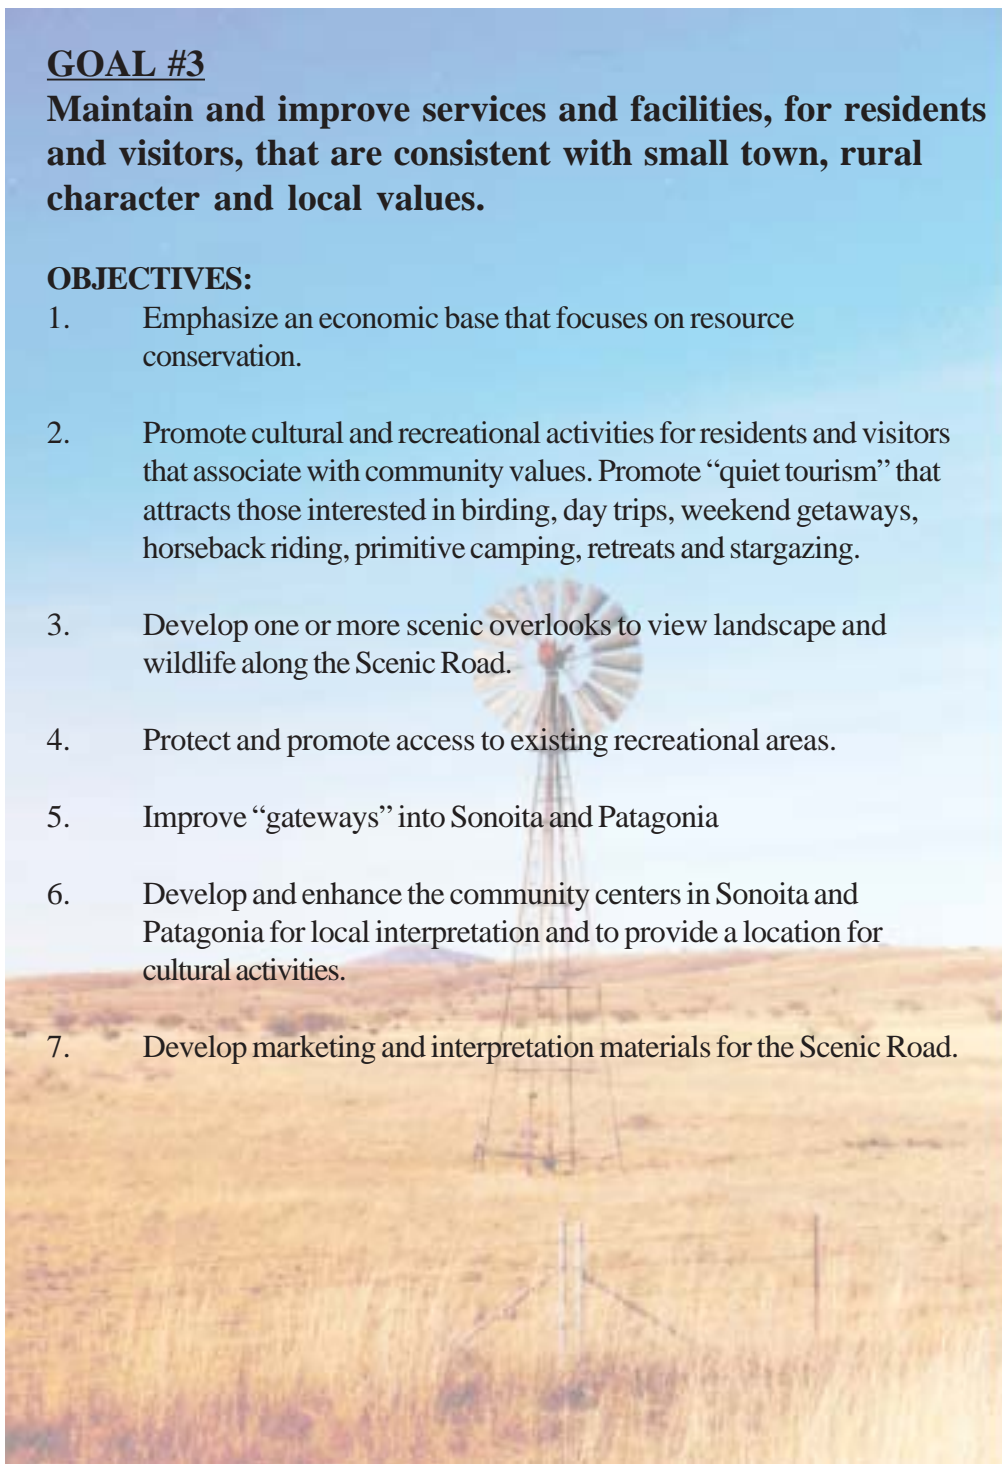 GOAL #3
Maintain and improve services and facilities, for residents
and visitors, that are consistent with small town, rural
character and local values.
OBJECTIVES:
1. Emphasize an economic base that focuses on resource
conservation.
2. Promote cultural and recreational activities for residents and visitors
that associate with community values. Promote “quiet tourism” that
attracts those interested in birding, day trips, weekend getaways,
horseback riding, primitive camping, retreats and stargazing.
3. Develop one or more scenic overlooks to view landscape and
wildlife along the Scenic Road.
4. Protect and promote access to existing recreational areas.
5. Improve “gateways” into Sonoita and Patagonia
6. Develop and enhance the community centers in Sonoita and
Patagonia for local interpretation and to provide a location for
cultural activities.
7. Develop marketing and interpretation materials for the Scenic Road.